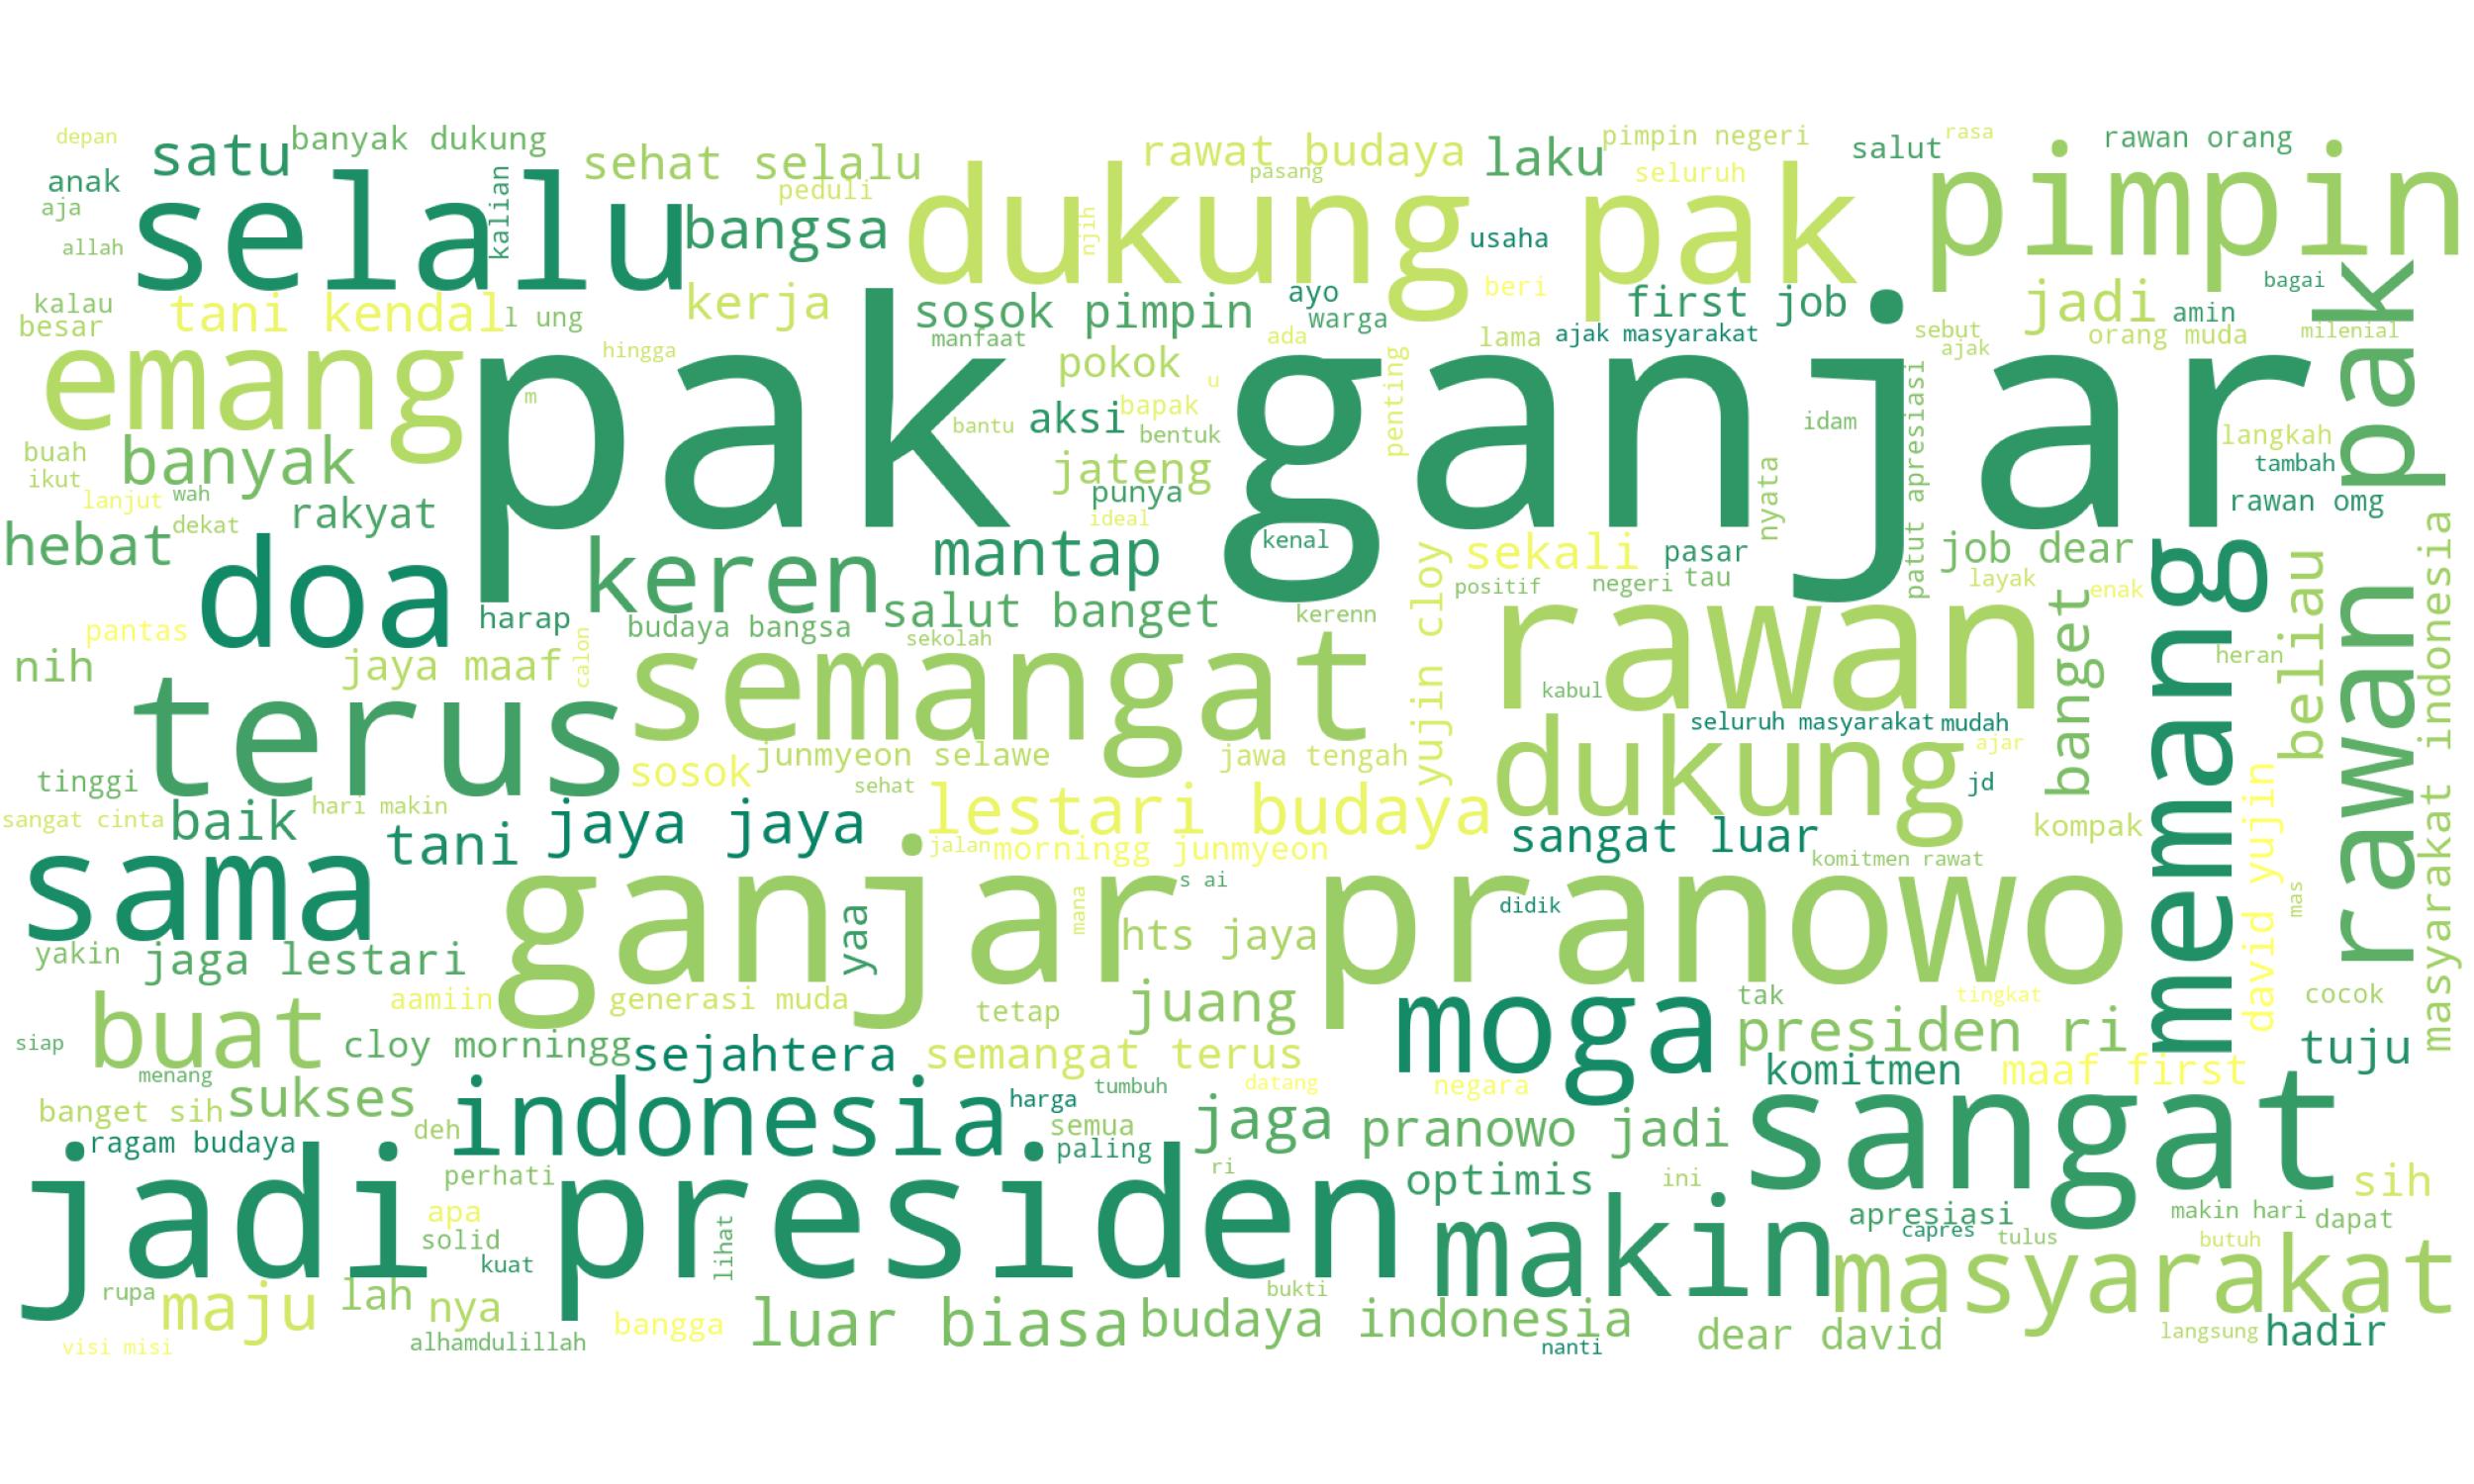 depan
satu
banyak dukung
sehat selalu
rawat budaya
laku
pimpin negeri
salut
rasa
rawan orang
anak
aja
allah
selalu
kalian
peduli
bangsa
dukung pak
njih
pasang
seluruh
usaha
pimpin
kalau
besar
tani kendal
l ung
kerja
sosok pimpin
ayo
warga
beri
first job
jadi
amin
bagai
emang
hingga
manfaat
ada
lama
ajak masyarakat
sebut
ajak
orang muda
milenial
pak ganjar
m
pokok
u
bapak
penting
idam
patut apresiasi
langkah
rawan pak
buah
ikut
banyak
bantu
aksi
bentuk
tambah
lanjut
wah
dekat
rakyat
jateng
punya
ideal
nyata
rawan omg
hebat
doa
keren
mantap
kenal
sekali
pasar
job dear
memang
beliau
masyarakat indonesia
harap
salut banget
yujin cloy
positif
negeri
tau
layak
enak
pantas
budaya bangsa
sekolah
kerenn
rawan
banget
nih
jaya maaf
calon
semangat
kabul
heran
terus
seluruh masyarakat
mudah
tinggi
sosok
junmyeon selawe
jawa tengah
dukung
ajar
jd
sangat cinta
hari makin
sehat
baik
tani
jaya jaya
lestari budaya
sangat luar
kompak
david yujin
sama
jalan
morningg junmyeon
komitmen rawat
ganjar pranowo
s ai
didik
mas
yakin
jaga lestari
yaa
mana
hts jaya
buat
aamiin
generasi muda
tetap
juang
moga
tak
tingkat
cocok
siap
cloy morningg
sejahtera
semangat terus
presiden ri
tuju
menang
banget sih
sukses
indonesia
harga
tumbuh
datang
negara
komitmen
maaf first
ragam budaya
deh
semua
paling
jaga
pranowo jadi
sangat
jadi presiden
perhati
ri
optimis
ini
sih
apa
solid
kuat
lihat
makin
apresiasi
capres
tulus
makin hari
dapat
butuh
rupa
maju
lah
nya
bukti
masyarakat
visi misi
alhamdulillah
bangga
luar biasa
budaya indonesia
nanti
dear david
langsung
hadir